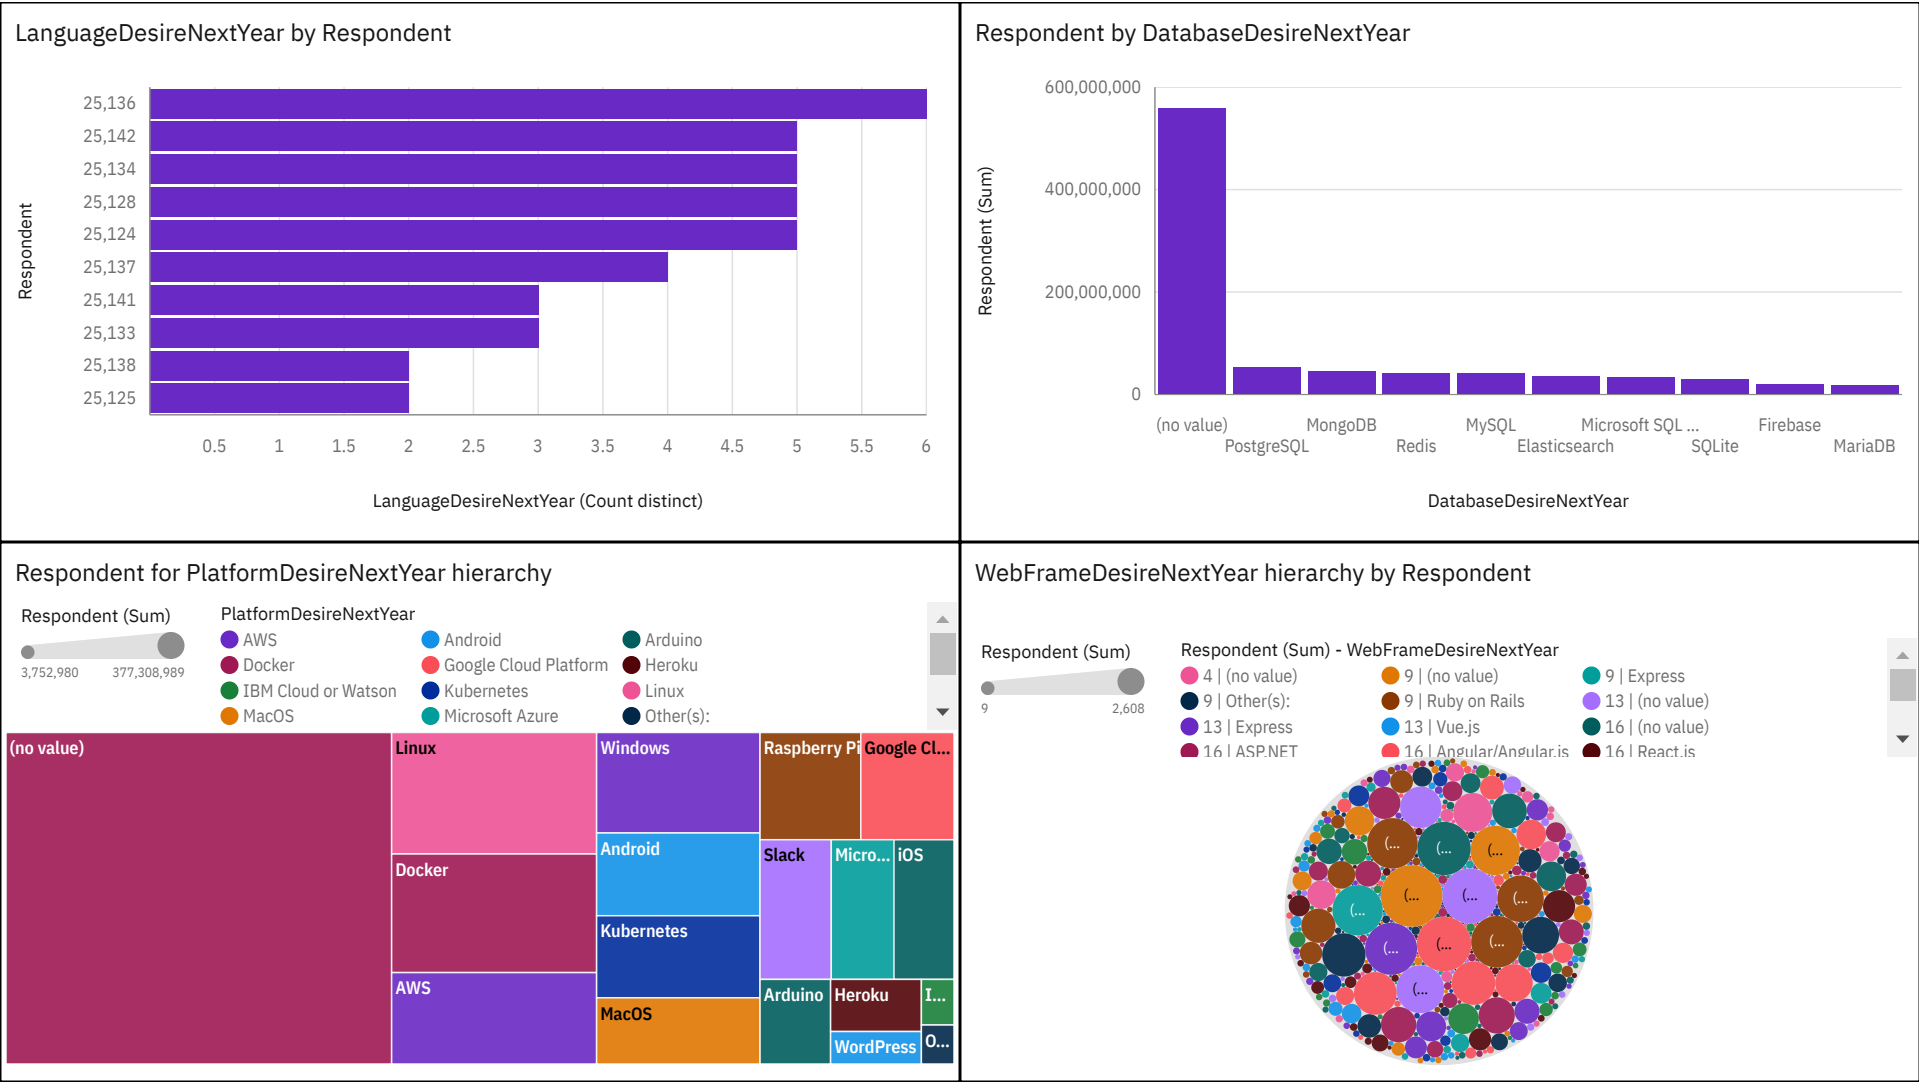 LanguageDesireNextYear by Respondent
Respondent
25,136
25,142
25,134
25,128
25,124
25,137
25,141
25,133
25,138
25,125
0.5 1 1.5 2 2.5 3 3.5 4 4.5 5 5.5 6
LanguageDesireNextYear (Count distinct)
Respondent by DatabaseDesireNextYear
Respondent (Sum)
600,000,000
400,000,000
200,000,000
0
(no value) MongoDB MySQL Microsoft SQL ... Firebase
PostgreSQL Redis Elasticsearch SQLite MariaDB
DatabaseDesireNextYear
Respondent for PlatformDesireNextYear hierarchy
Respondent (Sum)
3,752,980 377,308,989
PlatformDesireNextYear
AWS Android Arduino
Docker Google Cloud Platform Heroku
IBM Cloud or Watson Kubernetes Linux
MacOS Microsoft Azure Other(s):
(no value) Linux Windows Raspberry Pi Google Cl...
Android Slack Micro... iOS
Docker
Kubernetes
AWS Arduino Heroku I...
MacOS
WordPress O...
WebFrameDesireNextYear hierarchy by Respondent
Respondent (Sum)
9 2,608
Respondent (Sum) - WebFrameDesireNextYear
4 | (no value) 9 | (no value) 9 | Express
9 | Other(s): 9 | Ruby on Rails 13 | (no value)
13 | Express 13 | Vue.js 16 | (no value)
16 | ASP.NET 16 | Angular/Angular.js 16 | React.js
(... (... (...
(... (... (... (...
(... (... (...
(...